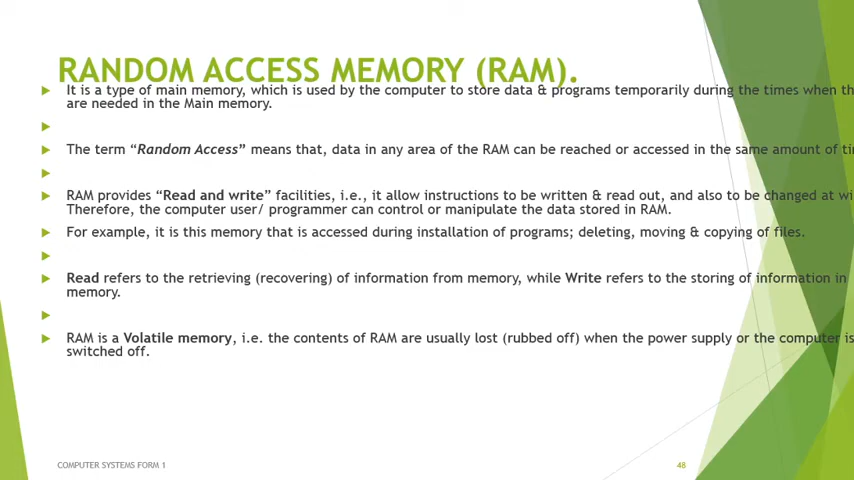 RANDOM ACCESS MEMORY (RAM).
It is a type of main memory, which is used by the computer to store data & programs temporarily during the times when
are needed in the Main memory.
The term “Random Access” means that, data in any area of the RAM can be reached or accessed in the same amount of
RAM provides “Read and write” facilities, i.e., it allow instructions to be written & read out, and also to be changed at
Therefore, the computer user/ programmer can control or manipulate the data stored in RAM.
For example, it is this memory that is accessed during installation of programs; deleting, moving & copying of files.
Read refers to the retrieving (recovering) of information from memory, while Write refers to the storing of information in
memory.
RAM is a Volatile memory, i.e. the contents of RAM are usually lost (rubbed off) when the power supply or the computer is
switched off.
COMPUTER SYSTEMS FORM 1
48